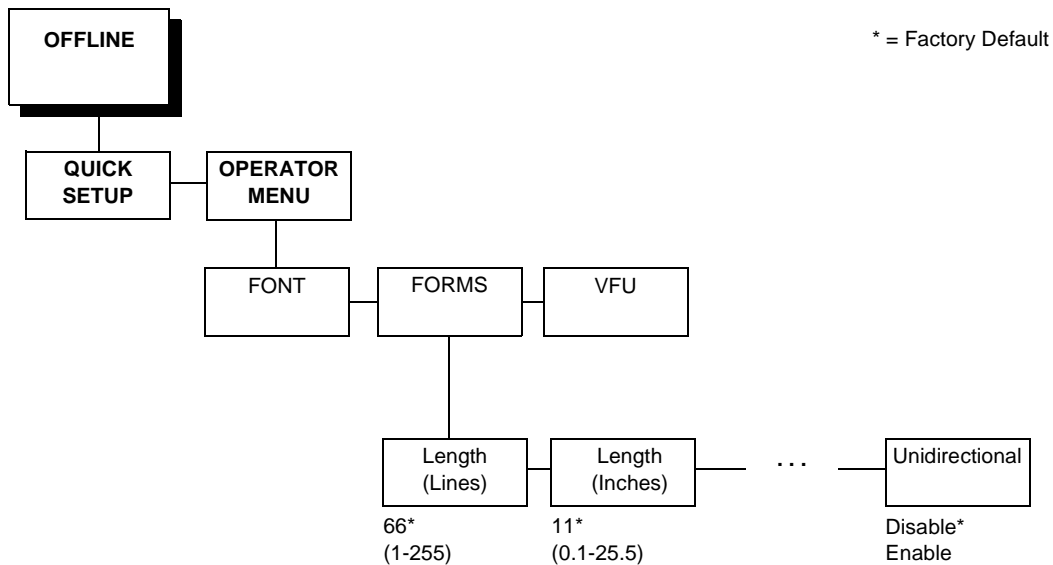 OFFLINE
* = Factory Default
QUICK
SETUP
OPERATOR
MENU
FONT
FORMS
VFU
Length
(Lines)
Length
(Inches)
...
Unidirectional
66*
(1-255)
11*
(0.1-25.5)
Disable*
Enable